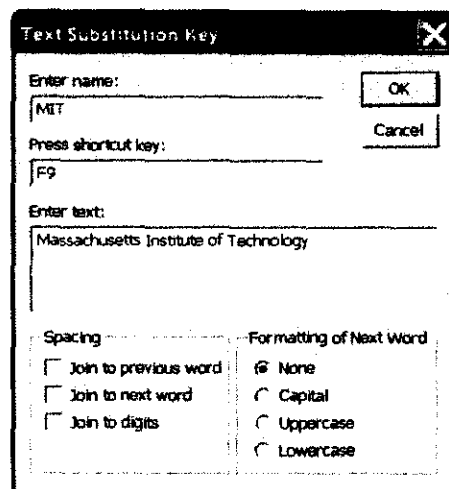 Text Substitution Key
Enter name:
OK
MIT
Cancel
Press shortcut key:
F9
Enter text:
Massachusetts Institute of Technology
Spacing
Join to previous word
Join to next word
Join to digits
Formatting of Next Word
None
Capital
Uppercase
Lowercase